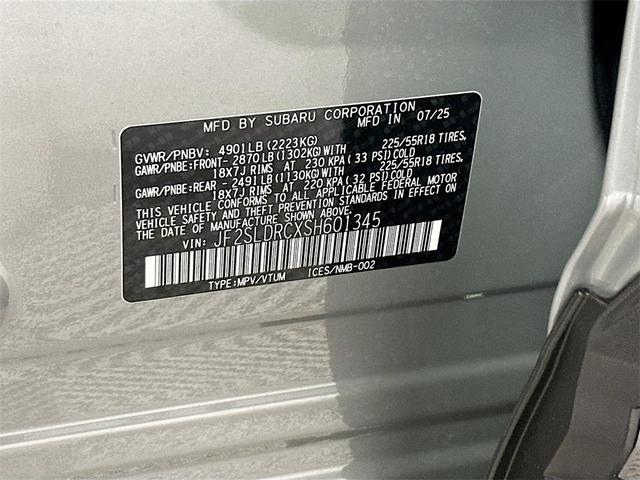 MFD BY SUBARU CORPORATION
MFD IN 07/25
GVWR/PNBV: 4901LB (2223KG)
GAWR/PNBE:FRONT- 2870LB (1302KG)WITH 225/55R18 TIRES,
18X7J RIMS AT 230 KPA (33 PSI)COLD
GAWR/PNBE:REAR - 2491LB (1130KG)WITH 225/55R18 TIRES,
18X7J RIMS AT 220 KPA (32 PSI)COLD
THIS VEHICLE CONFORMS TO ALL APPLICABLE FEDERAL MOTOR
VEHICLE SAFETY AND THEFT PREVENTION STANDARDS IN EFFECT ON
THE DATE OF MANUFACTURE SHOWN ABOVE.
VIN: JF2SLDRCXSH601345
TYPE:MPV/VTUM ICES/NMB-002